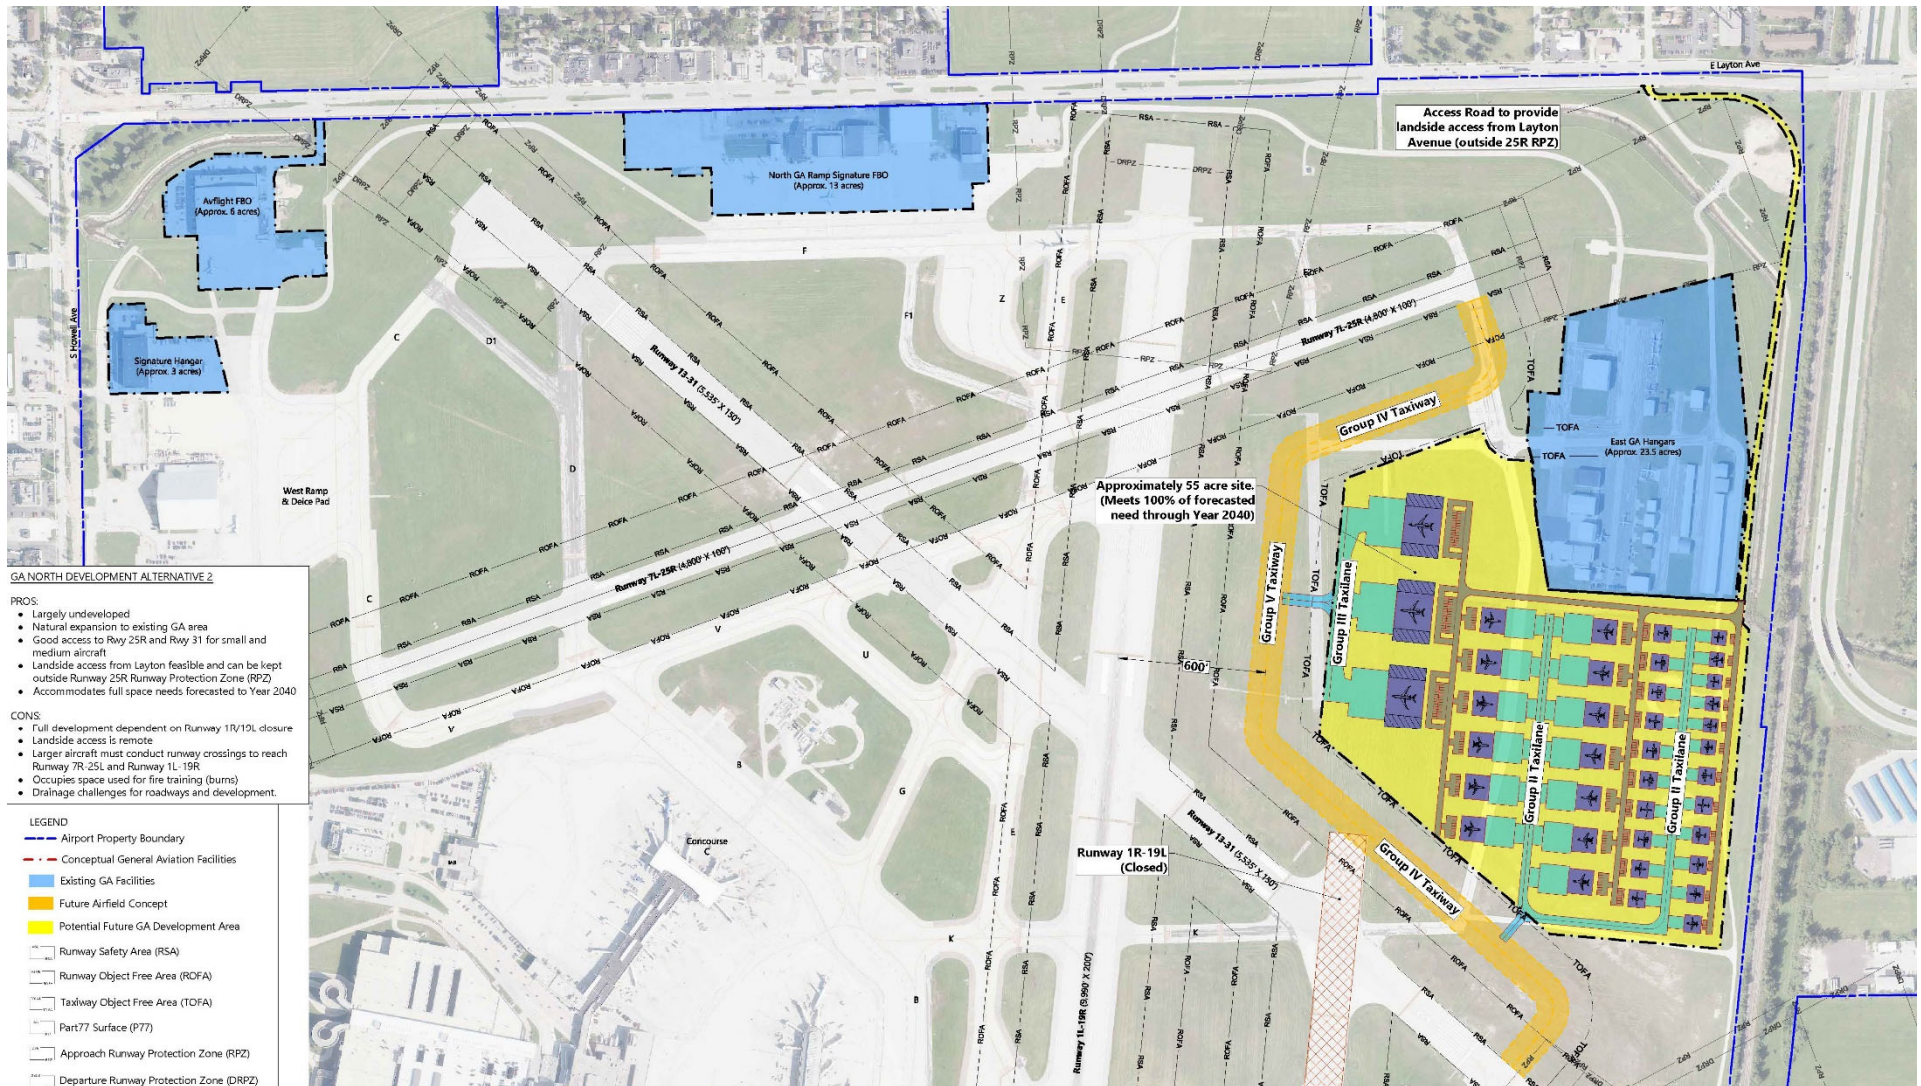 E Layton Ave
Access Road to provide
landside access from Layton
Avenue (outside 25R RPZ)
North GA Ramp Signature FBO
(Approx. 13 acres)
Avflight FBO
(Approx. 6 acres)
S Howell Ave
Signature Hangar
(Approx. 3 acres)
West Ramp
& Deice Pad
Runway 13-31 (5,535' X 150')
Runway 7L-25R (4,800' X 100')
Group IV Taxiway
East GA Hangars
(Approx. 23.5 acres)
TOFA
TOFA
TOFA
Approximately 55 acre site.
(Meets 100% of forecasted
need through Year 2040)
Group V Taxiway
Group III Taxilane
Group II Taxilane
Group II Taxilane
600'
Runway 7L-25R (4,800' X 100')
F
F
F1
Z
E
C
D1
D
C
V
V
U
G
B
B
E
K
K
RSA
ROFA
RPZ
DRPZ
GA NORTH DEVELOPMENT ALTERNATIVE 2
PROS:
• Largely undeveloped
• Natural expansion to existing GA area
• Good access to Rwy 25R and Rwy 31 for small and
medium aircraft
• Landside access from Layton feasible and can be kept
outside Runway 25R Runway Protection Zone (RPZ)
• Accommodates full space needs forecasted to Year 2040
CONS:
• Full development dependent on Runway 1R/19L closure
• Landside access is remote
• Larger aircraft must conduct runway crossings to reach
Runway 7R-25L and Runway 1L-19R
• Occupies space used for fire training (burns)
• Drainage challenges for roadways and development.
Concourse
C
Runway 1R-19L
(Closed)
Runway 13-31 (5,535' X 150')
Group IV Taxiway
Runway 1L-19R (9,990' X 200')
LEGEND
Airport Property Boundary
Conceptual General Aviation Facilities
Existing GA Facilities
Future Airfield Concept
Potential Future GA Development Area
Runway Safety Area (RSA)
Runway Object Free Area (ROFA)
Taxiway Object Free Area (TOFA)
Part77 Surface (P77)
Approach Runway Protection Zone (RPZ)
Departure Runway Protection Zone (DRPZ)